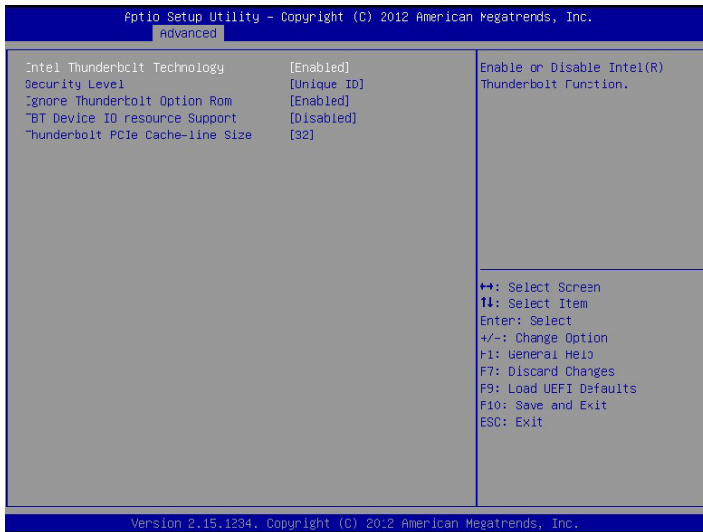 Aptio Setup Utility – Copyright (C) 2012 American Megatrends, Inc.
Advanced
Intel Thunderbolt Technology [Enabled]
Security Level [Unique ID]
Ignore Thunderbolt Option Rom [Enabled]
TBT Device IO resource Support [Disabled]
Thunderbolt PCIe Cache-line Size [32]
Enable or Disable Intel(R)
Thunderbolt Function.
↔: Select Screen
↑↓: Select Item
Enter: Select
+/-: Change Option
F1: General Help
F7: Discard Changes
F9: Load UEFI Defaults
F10: Save and Exit
ESC: Exit
Version 2.15.1234. Copyright (C) 2012 American Megatrends, Inc.